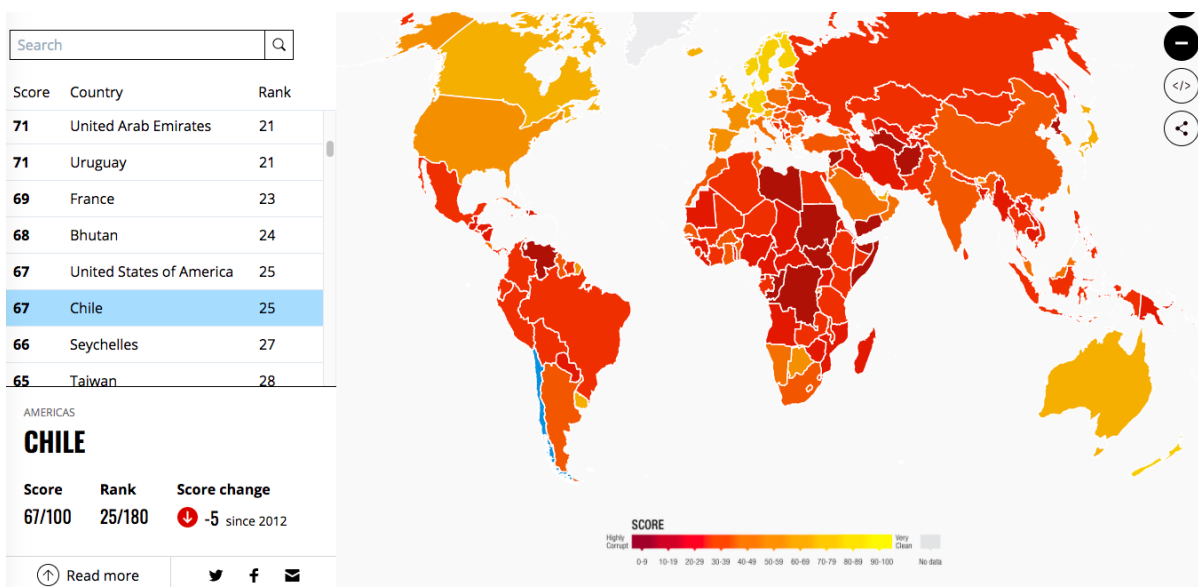 Search
Score Country Rank
71 United Arab Emirates 21
71 Uruguay 21
69 France 23
68 Bhutan 24
67 United States of America 25
67 Chile 25
66 Seychelles 27
65 Taiwan 28
AMERICAS
CHILE
Score Rank Score change
67/100 25/180 -5 since 2012
Read more
</>
SCORE
Highly Corrupt
Very Clean
0-9 10-19 20-29 30-39 40-49 50-59 60-69 70-79 80-89 90-100 No data